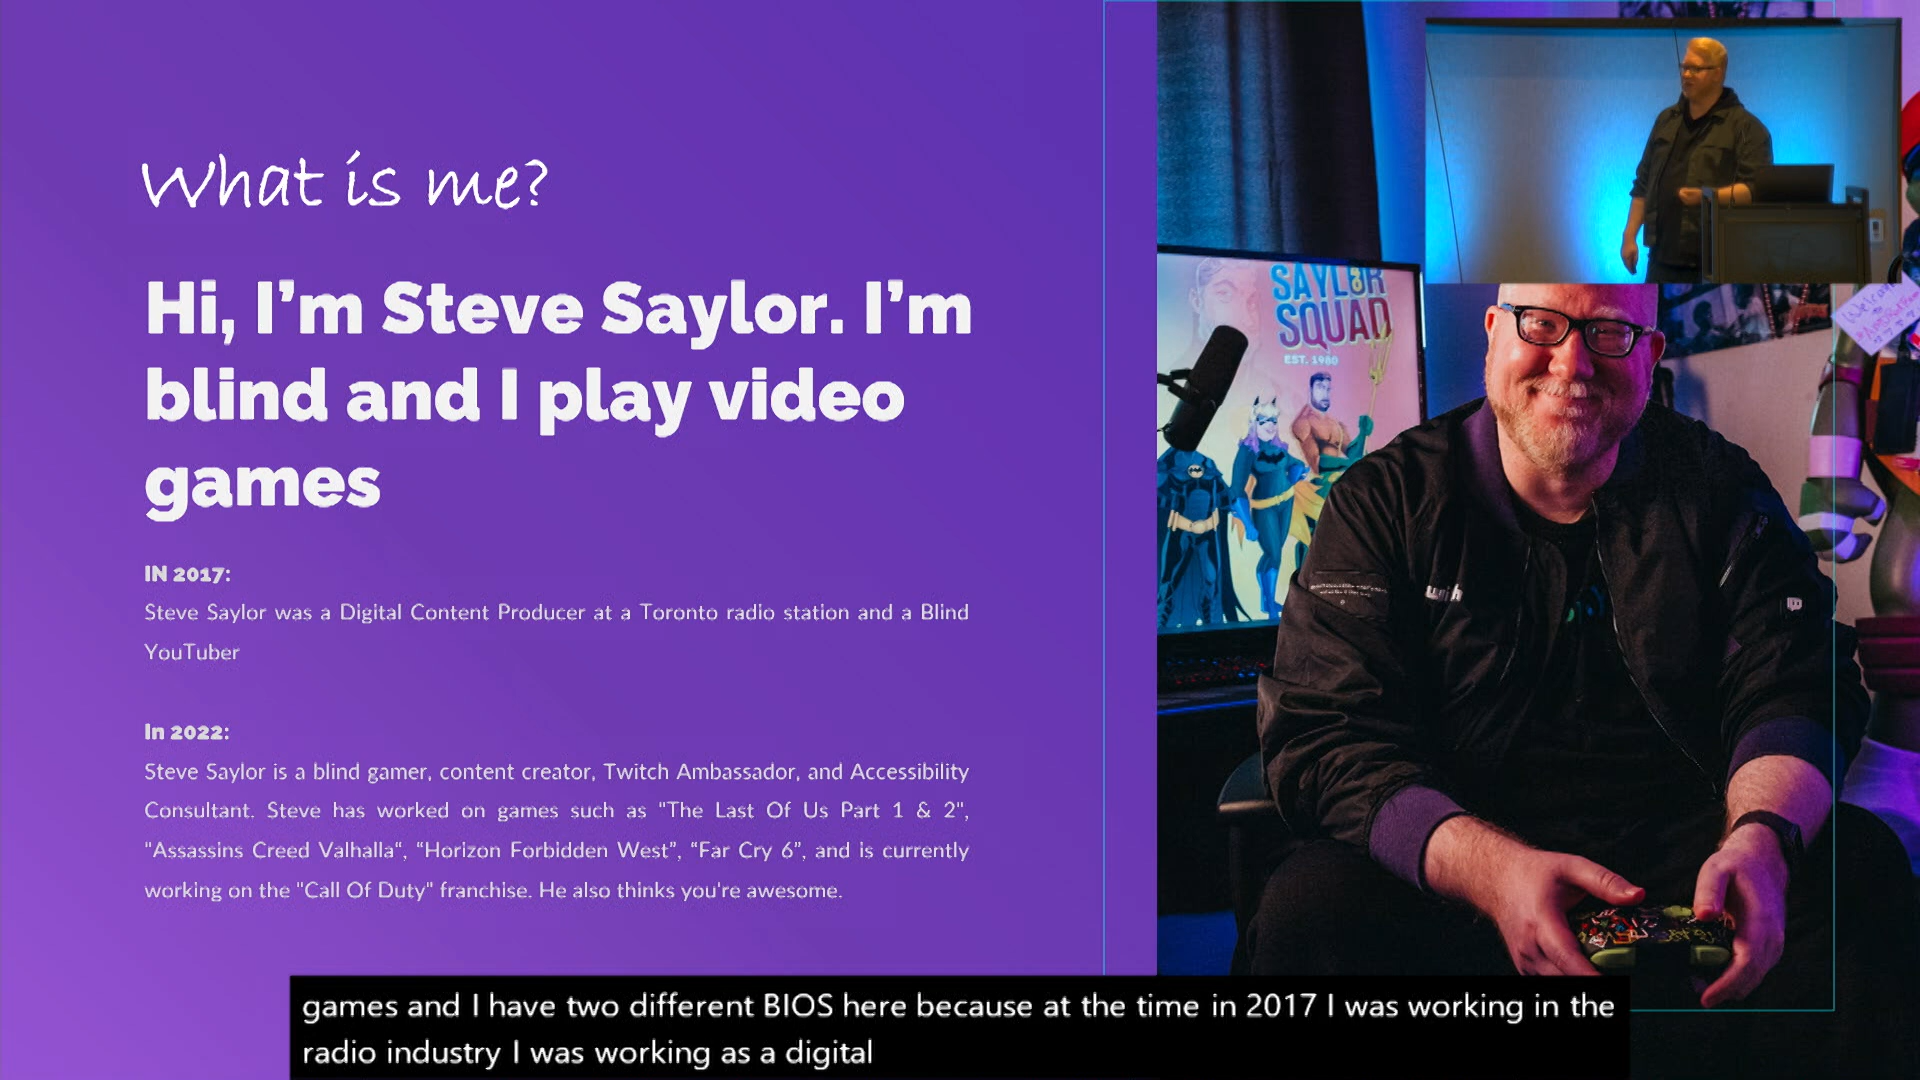 What is me?
Hi, I’m Steve Saylor. I’m
blind and I play video
games
IN 2017:
Steve Saylor was a Digital Content Producer at a Toronto radio station and a Blind
YouTuber
In 2022:
Steve Saylor is a blind gamer, content creator, Twitch Ambassador, and Accessibility
Consultant. Steve has worked on games such as "The Last Of Us Part 1 & 2",
"Assassins Creed Valhalla“, “Horizon Forbidden West”, “Far Cry 6”, and is currently
working on the "Call Of Duty" franchise. He also thinks you're awesome.
SAYLOR
SQUAD
EST. 1980
games and I have two different BIOS here because at the time in 2017 I was working in the
radio industry I was working as a digital